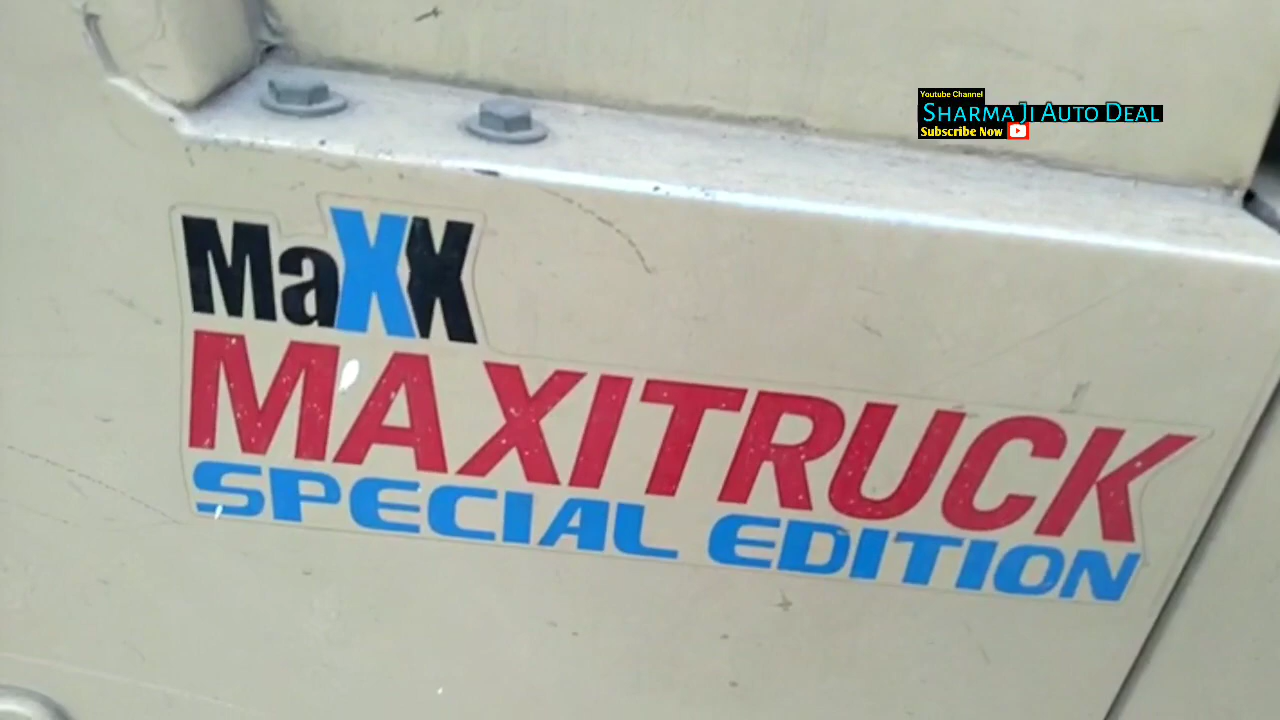 Youtube Channel
SHARMA JI AUTO DEAL
Subscribe Now
MaXX
MAXITRUCK
SPECIAL EDITION